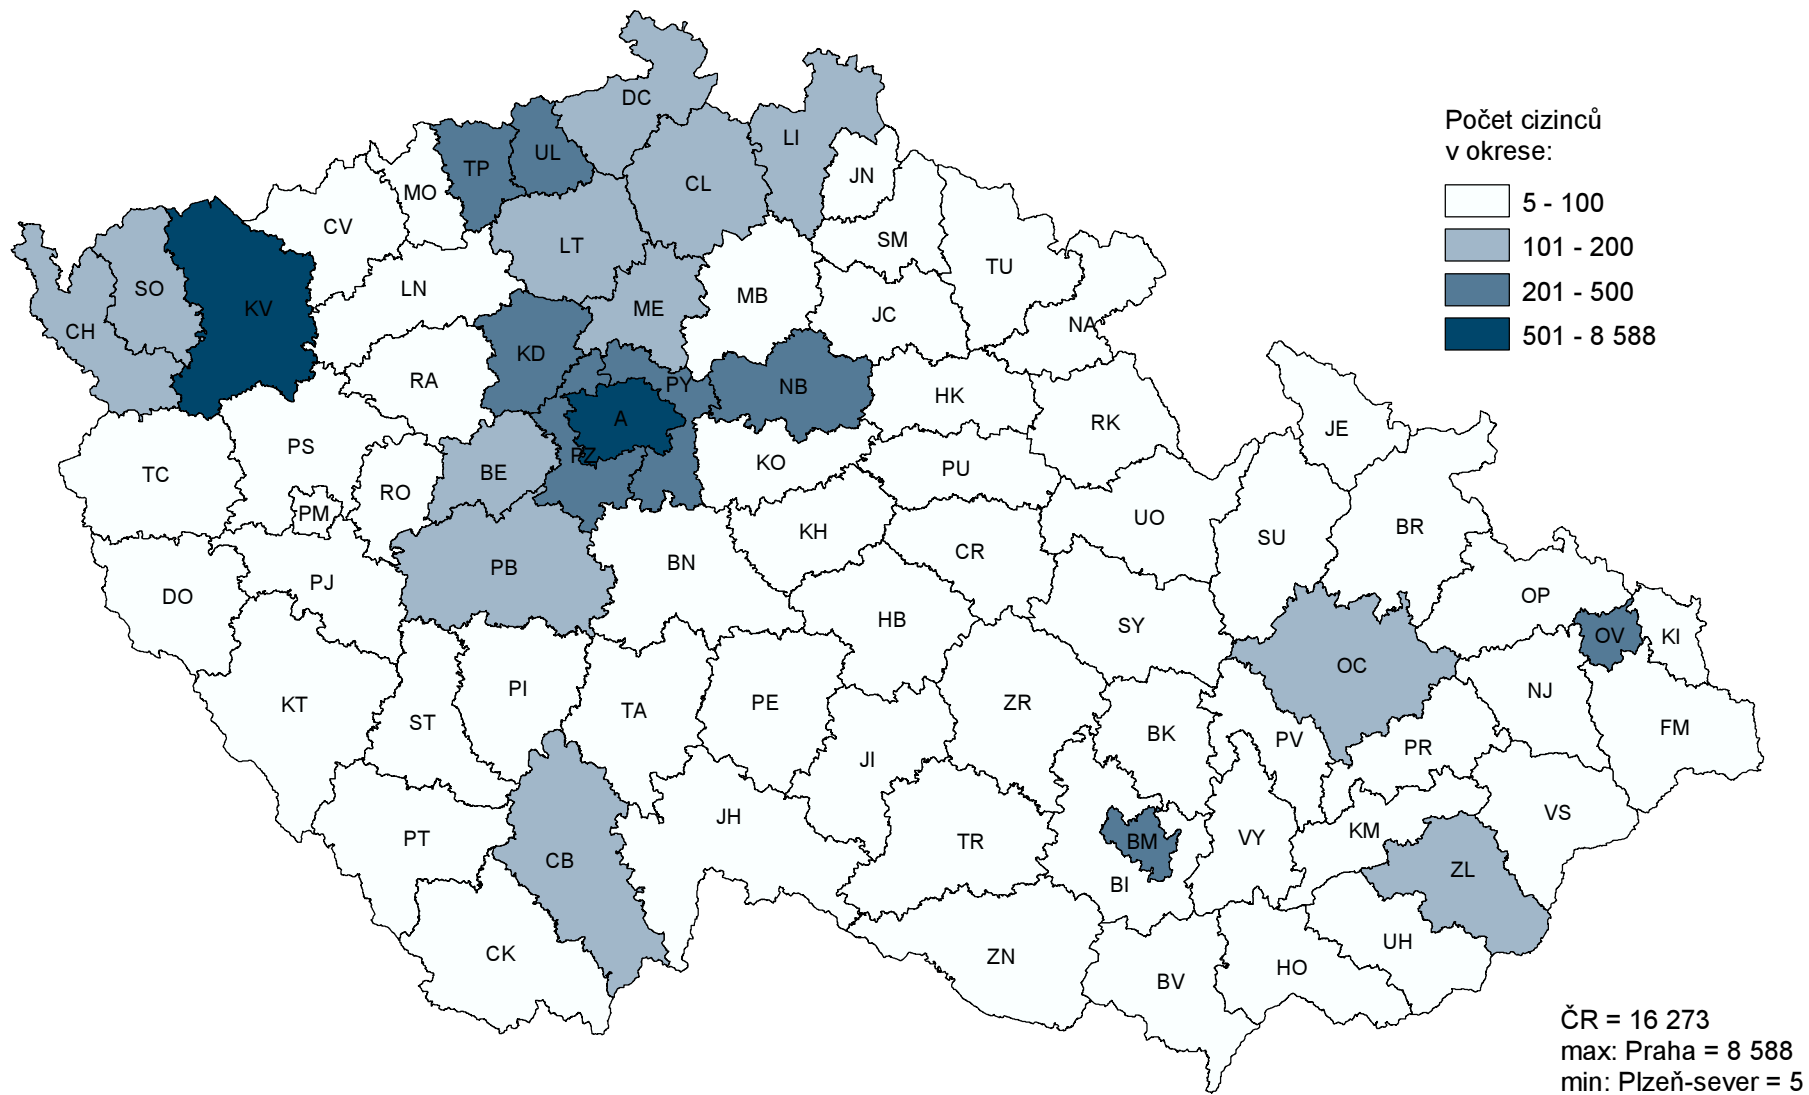 DC
Počet cizinců
LI
v okrese:
UL
TP
JN
CL
5 - 100
MO
CV
SM
LT
101 - 200
TU
SO
LN
MB
201 - 500
KV
ME
JC
CH
NA
501 - 8 588
KD
RA
PY
NB
HK
A
RK
JE
PS
PZ
KO
PU
TC
BE
RO
PM
UO
BR
KH
SU
CR
BN
PB
PJ
DO
OP
HB
SY
OV
KI
OC
PI
NJ
KT
ZR
PE
TA
ST
FM
BK
PV
PR
JI
VS
JH
KM
PT
TR
BM
VY
CB
ZL
BI
UH
CK
ZN
HO
BV
ČR = 16 273
max: Praha = 8 588
min: Plzeň-sever = 5